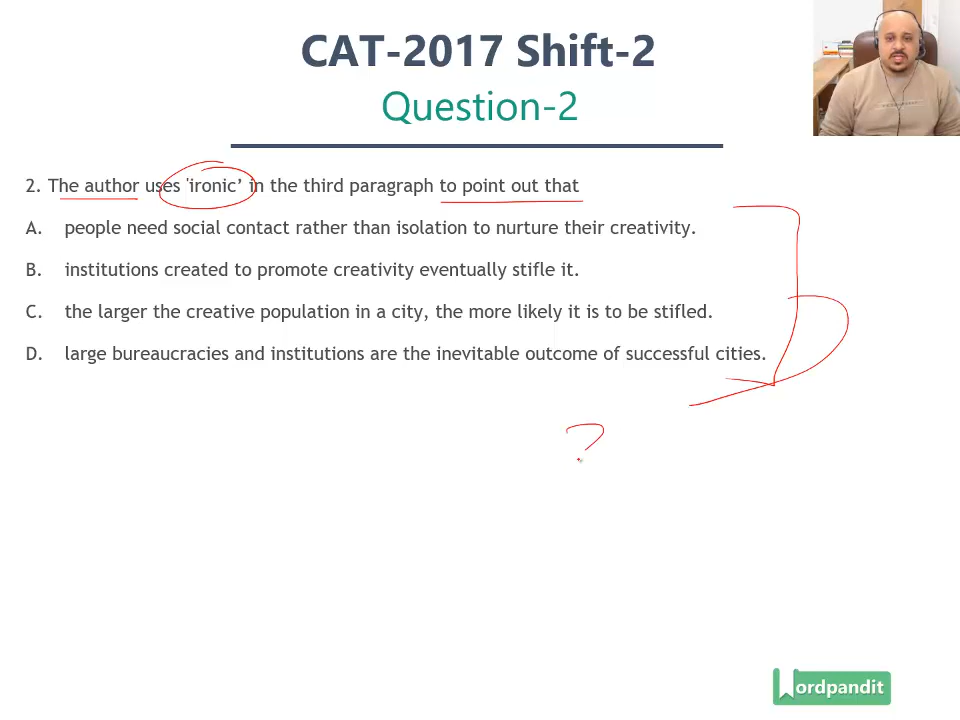 CAT-2017 Shift-2
Question-2
2. The author uses 'ironic' in the third paragraph to point out that
A. people need social contact rather than isolation to nurture their creativity.
B. institutions created to promote creativity eventually stifle it.
C. the larger the creative population in a city, the more likely it is to be stifled.
D. large bureaucracies and institutions are the inevitable outcome of successful cities.
?
Wordpandit